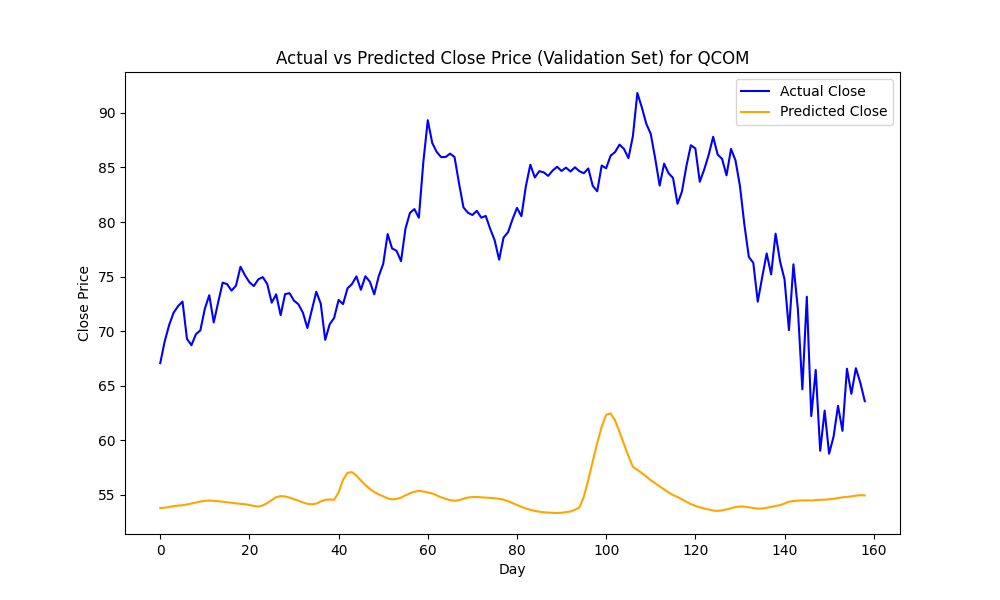 Actual vs Predicted Close Price (Validation Set) for QCOM
Actual Close
Predicted Close
Close Price
90
85
80
75
70
65
60
55
0 20 40 60 80 100 120 140 160
Day